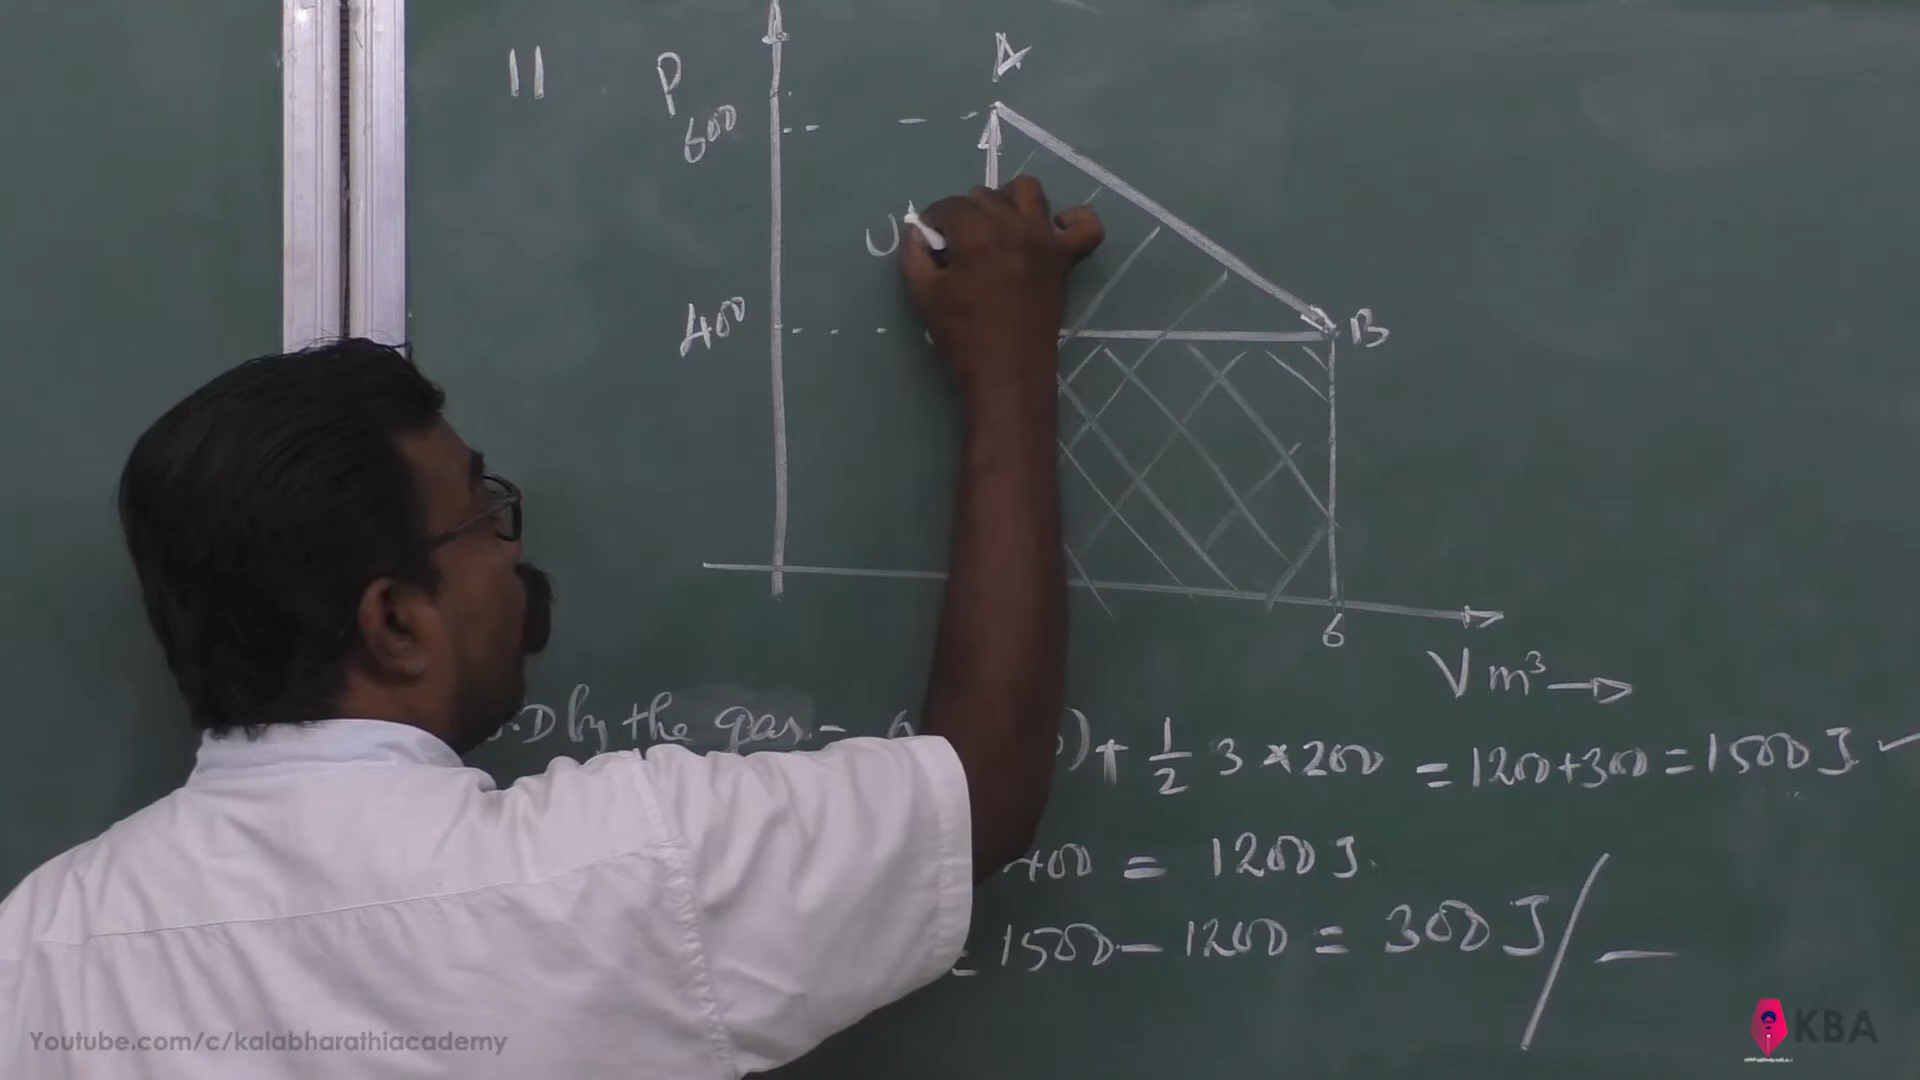 11
P
600
A
U
400
B
6
V m³
.D by the gas = ) + 1/2 3 × 200 = 1200 + 300 = 1500 J
400 = 1200 J.
= 1500 - 1200 = 300 J
Youtube.com/c/kalabharathiacademy
KBA